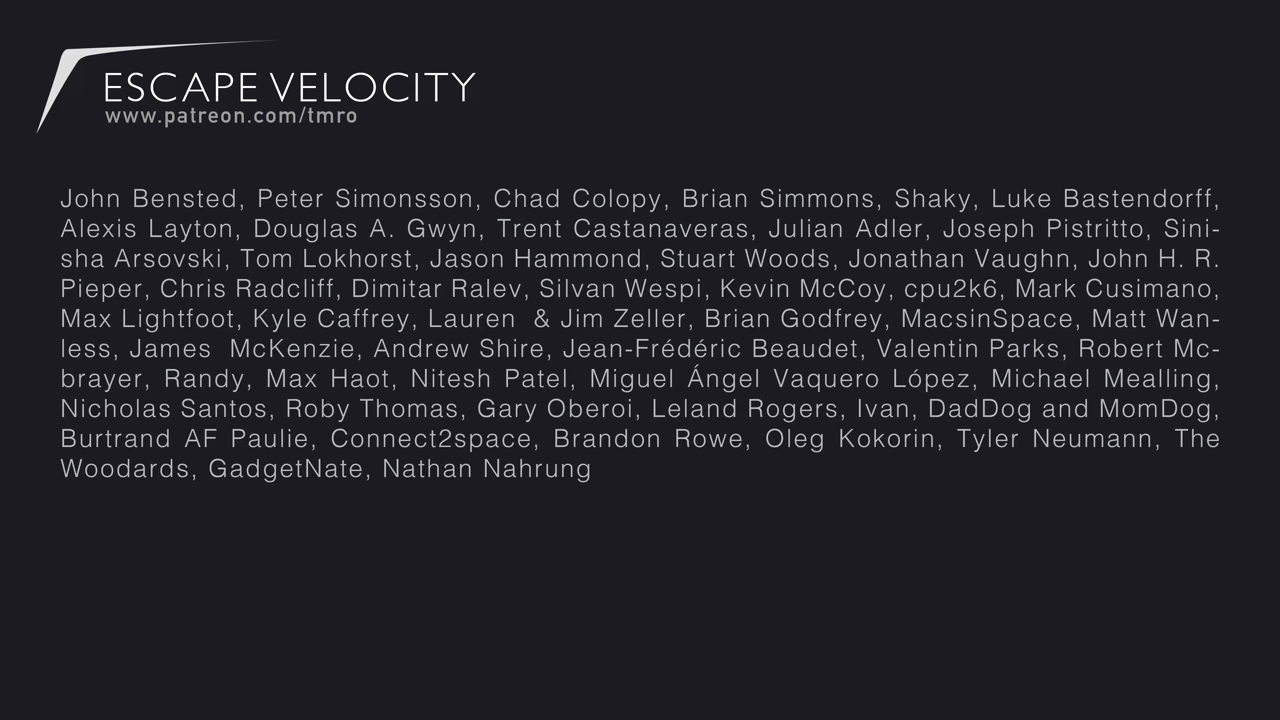 ESCAPE VELOCITY
www.patreon.com/tmro
John Bensted, Peter Simonsson, Chad Colopy, Brian Simmons, Shaky, Luke Bastendorff,
Alexis Layton, Douglas A. Gwyn, Trent Castanaveras, Julian Adler, Joseph Pistritto, Sini-
sha Arsovski, Tom Lokhorst, Jason Hammond, Stuart Woods, Jonathan Vaughn, John H. R.
Pieper, Chris Radcliff, Dimitar Ralev, Silvan Wespi, Kevin McCoy, cpu2k6, Mark Cusimano,
Max Lightfoot, Kyle Caffrey, Lauren  & Jim Zeller, Brian Godfrey, MacsinSpace, Matt Wan-
less, James  McKenzie, Andrew Shire, Jean-Frédéric Beaudet, Valentin Parks, Robert Mc-
brayer, Randy, Max Haot, Nitesh Patel, Miguel Ángel Vaquero López, Michael Mealling,
Nicholas Santos, Roby Thomas, Gary Oberoi, Leland Rogers, Ivan, DadDog and MomDog,
Burtrand AF Paulie, Connect2space, Brandon Rowe, Oleg Kokorin, Tyler Neumann, The
Woodards, GadgetNate, Nathan Nahrung